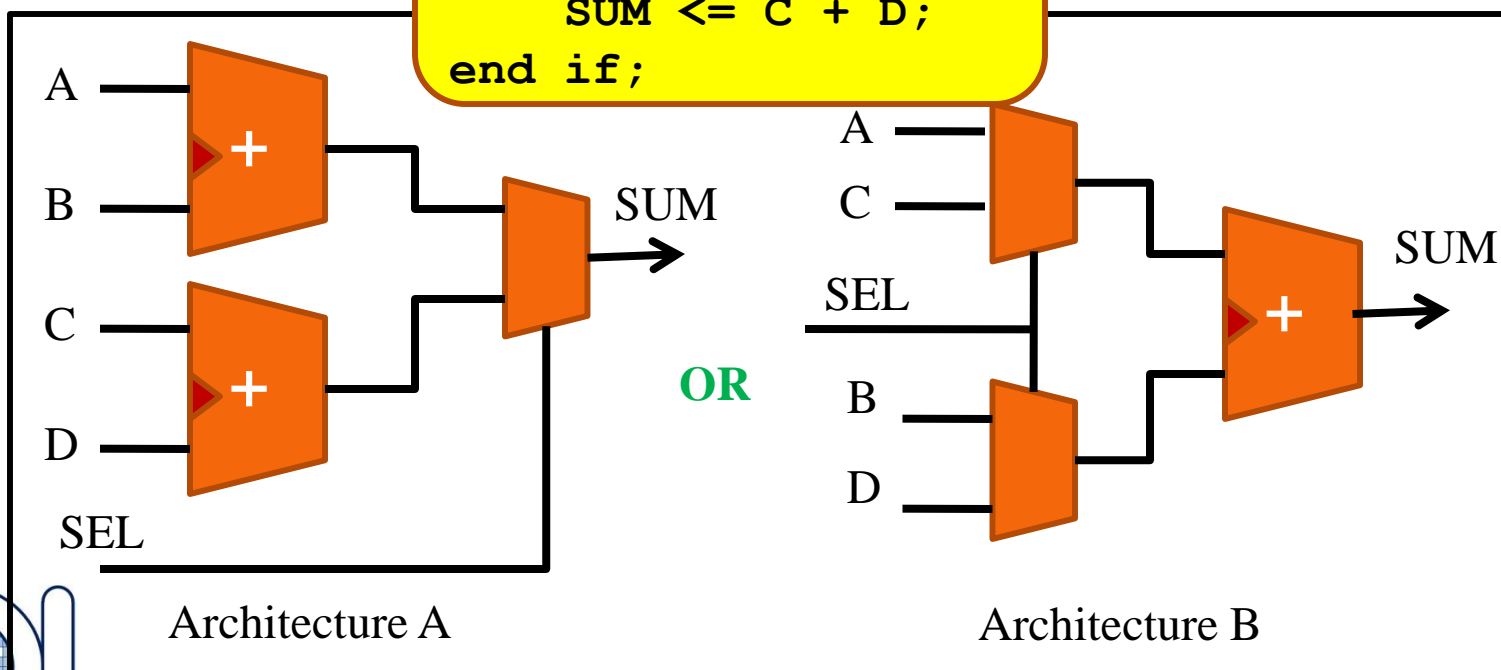 SUM <= C + D;
end if;
A
+
B
SUM
C
+
D
SEL
Architecture A
OR
A
C
SEL
SUM
+
B
D
Architecture B